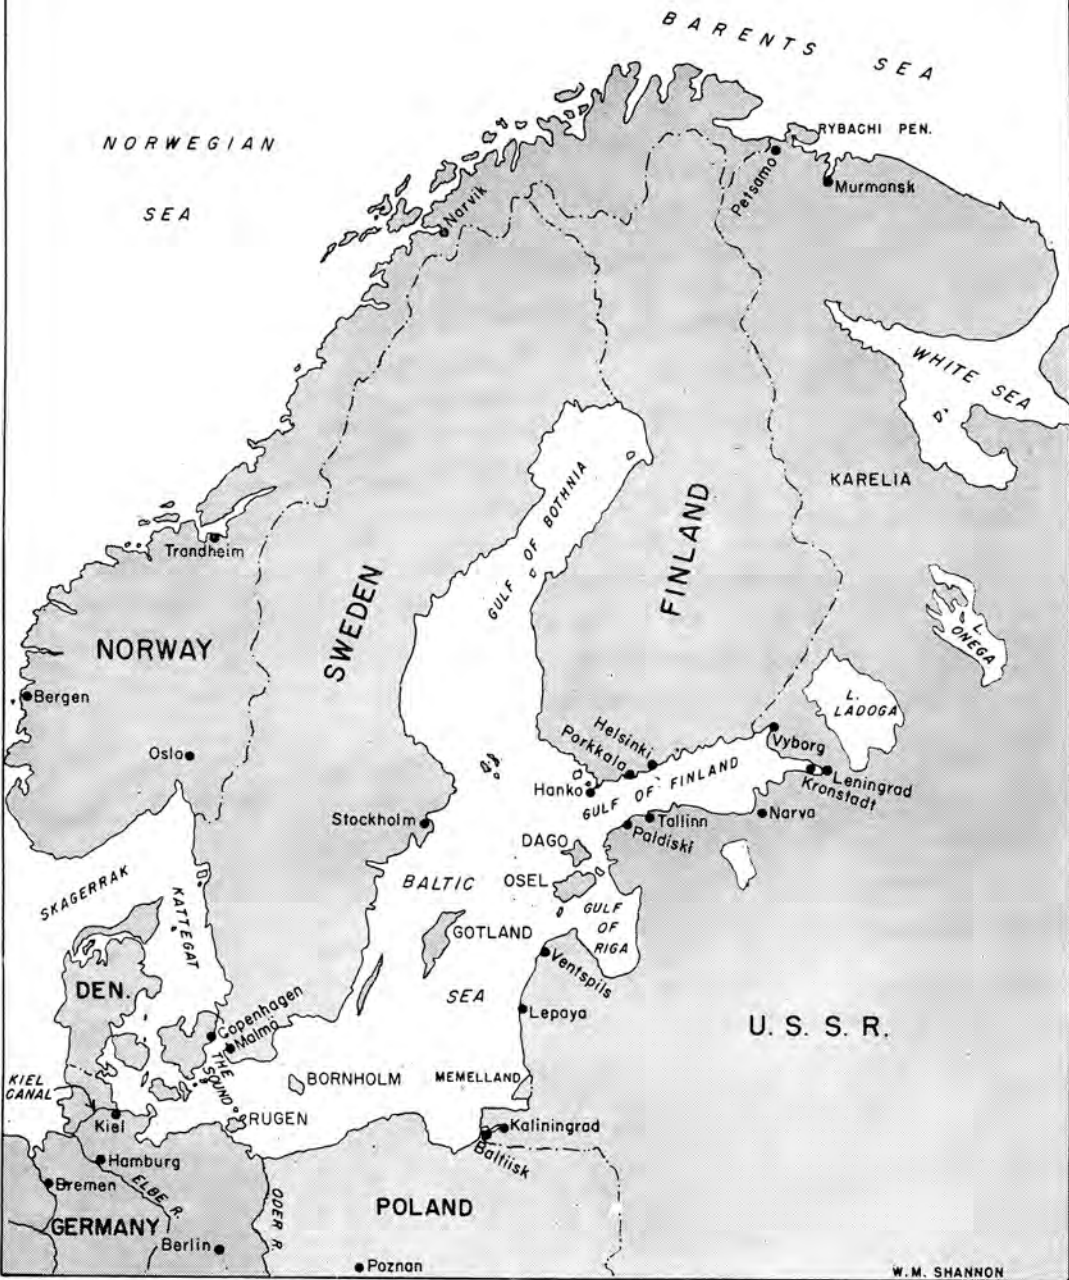 BARENTS SEA
NORWEGIAN
SEA
RYBACHI PEN.
Petsamo
Murmansk
Narvik
WHITE SEA
KARELIA
GULF OF BOTHNIA
FINLAND
Trandheim
SWEDEN
NORWAY
L.
ONEGA
Bergen
L.
LADOGA
Oslo
Helsinki
Porkkala
Vyborg
Hanko
GULF OF FINLAND
Leningrad
Kronstadt
Stockholm
Tallinn
Narva
Paldiski
DAGO
SKAGERRAK
KATTEGAT
BALTIC
OSEL
GULF
OF
RIGA
GOTLAND
Ventspils
DEN.
SEA
Lepaya
U.S.S.R.
Copenhagen
Malmö
THE
SOUND
KIEL
CANAL
BORNHOLM
MEMELLAND
RUGEN
Kiel
Kaliningrad
Baltiisk
Hamburg
Bremen
ELBE R.
ODER R.
POLAND
GERMANY
Berlin
Poznan
W.M. SHANNON